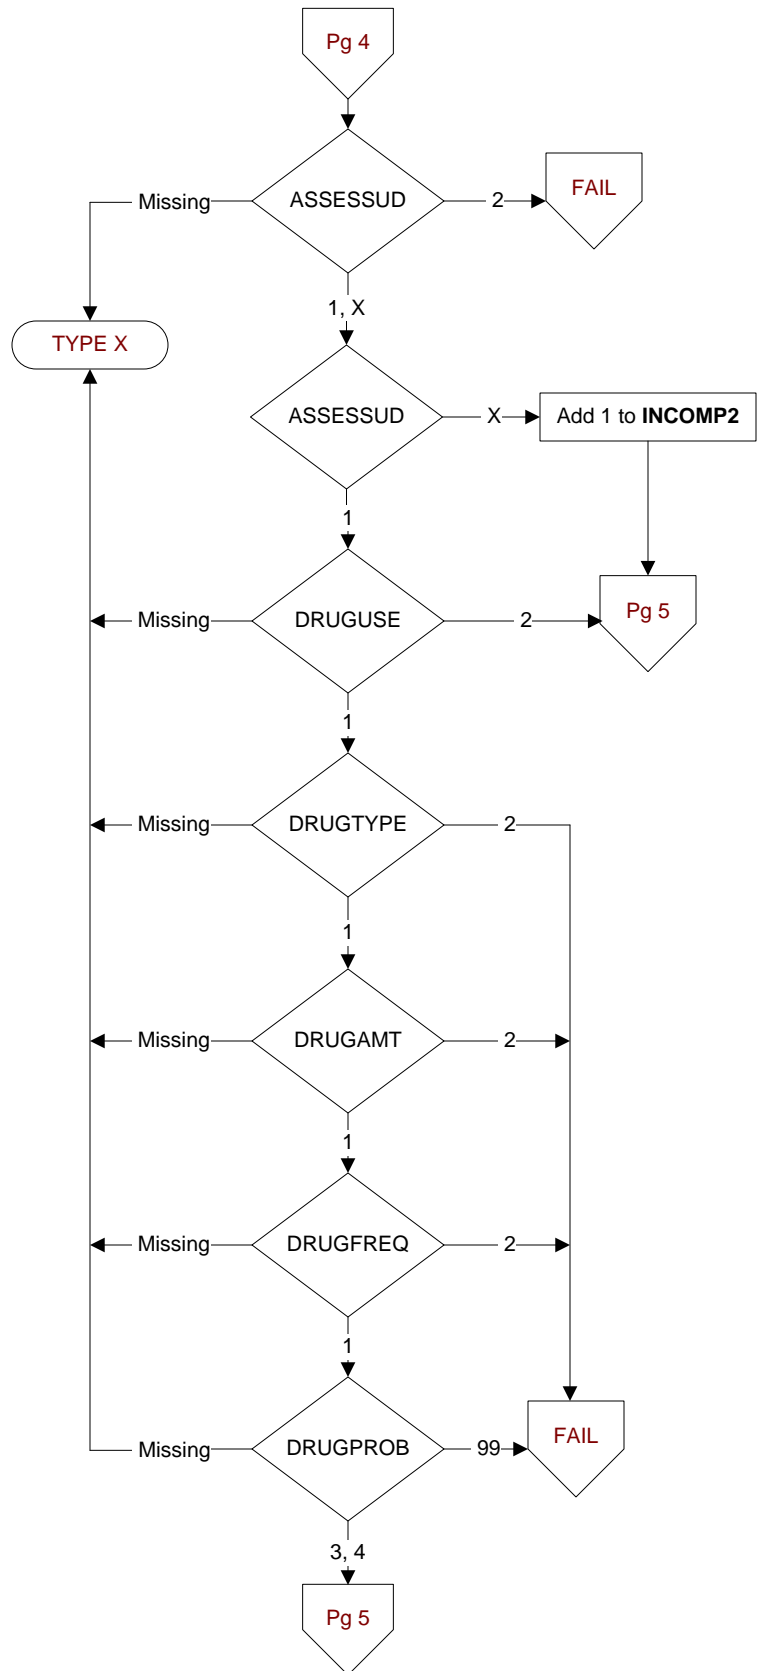 Pg 4
ASSESSUD
Missing
2
FAIL
1, X
TYPE X
ASSESSUD
X
Add 1 to INCOMP2
1
DRUGUSE
Missing
2
Pg 5
1
DRUGTYPE
Missing
2
1
DRUGAMT
Missing
2
1
DRUGFREQ
Missing
2
1
DRUGPROB
Missing
99
FAIL
3, 4
Pg 5